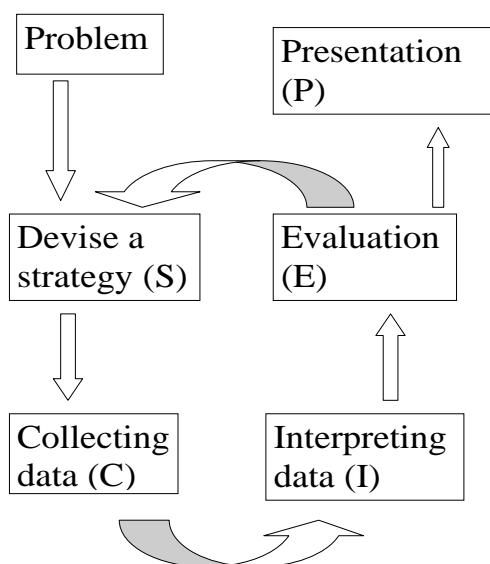 Problem
Presentation
(P)
Devise a
strategy (S)
Evaluation
(E)
Collecting
data (C)
Interpreting
data (I)